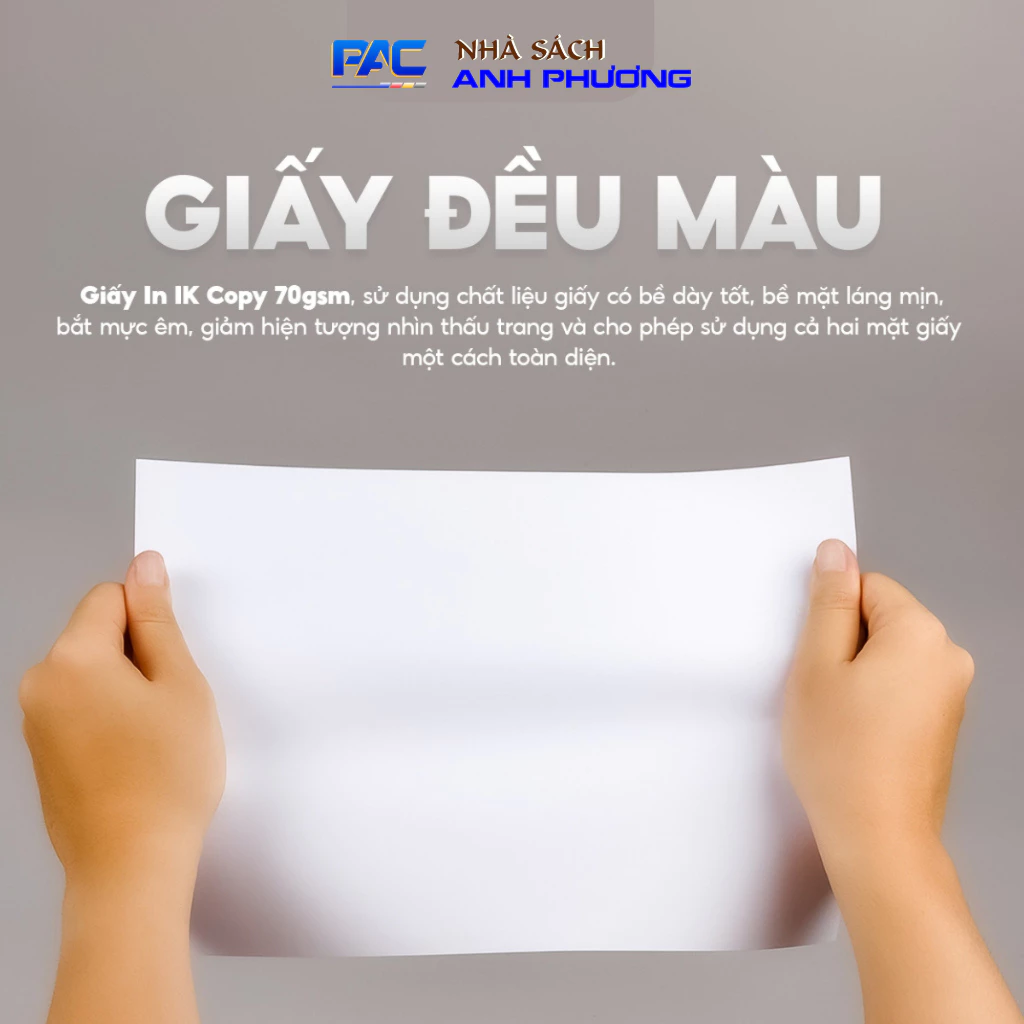 PAC
NHÀ SÁCH
ANH PHƯƠNG
GIẤY ĐỀU MÀU
Giấy In IK Copy 70gsm, sử dụng chất liệu giấy có bề dày tốt, bề mặt láng mịn,
bắt mực êm, giảm hiện tượng nhìn thấu trang và cho phép sử dụng cả hai mặt giấy
một cách toàn diện.